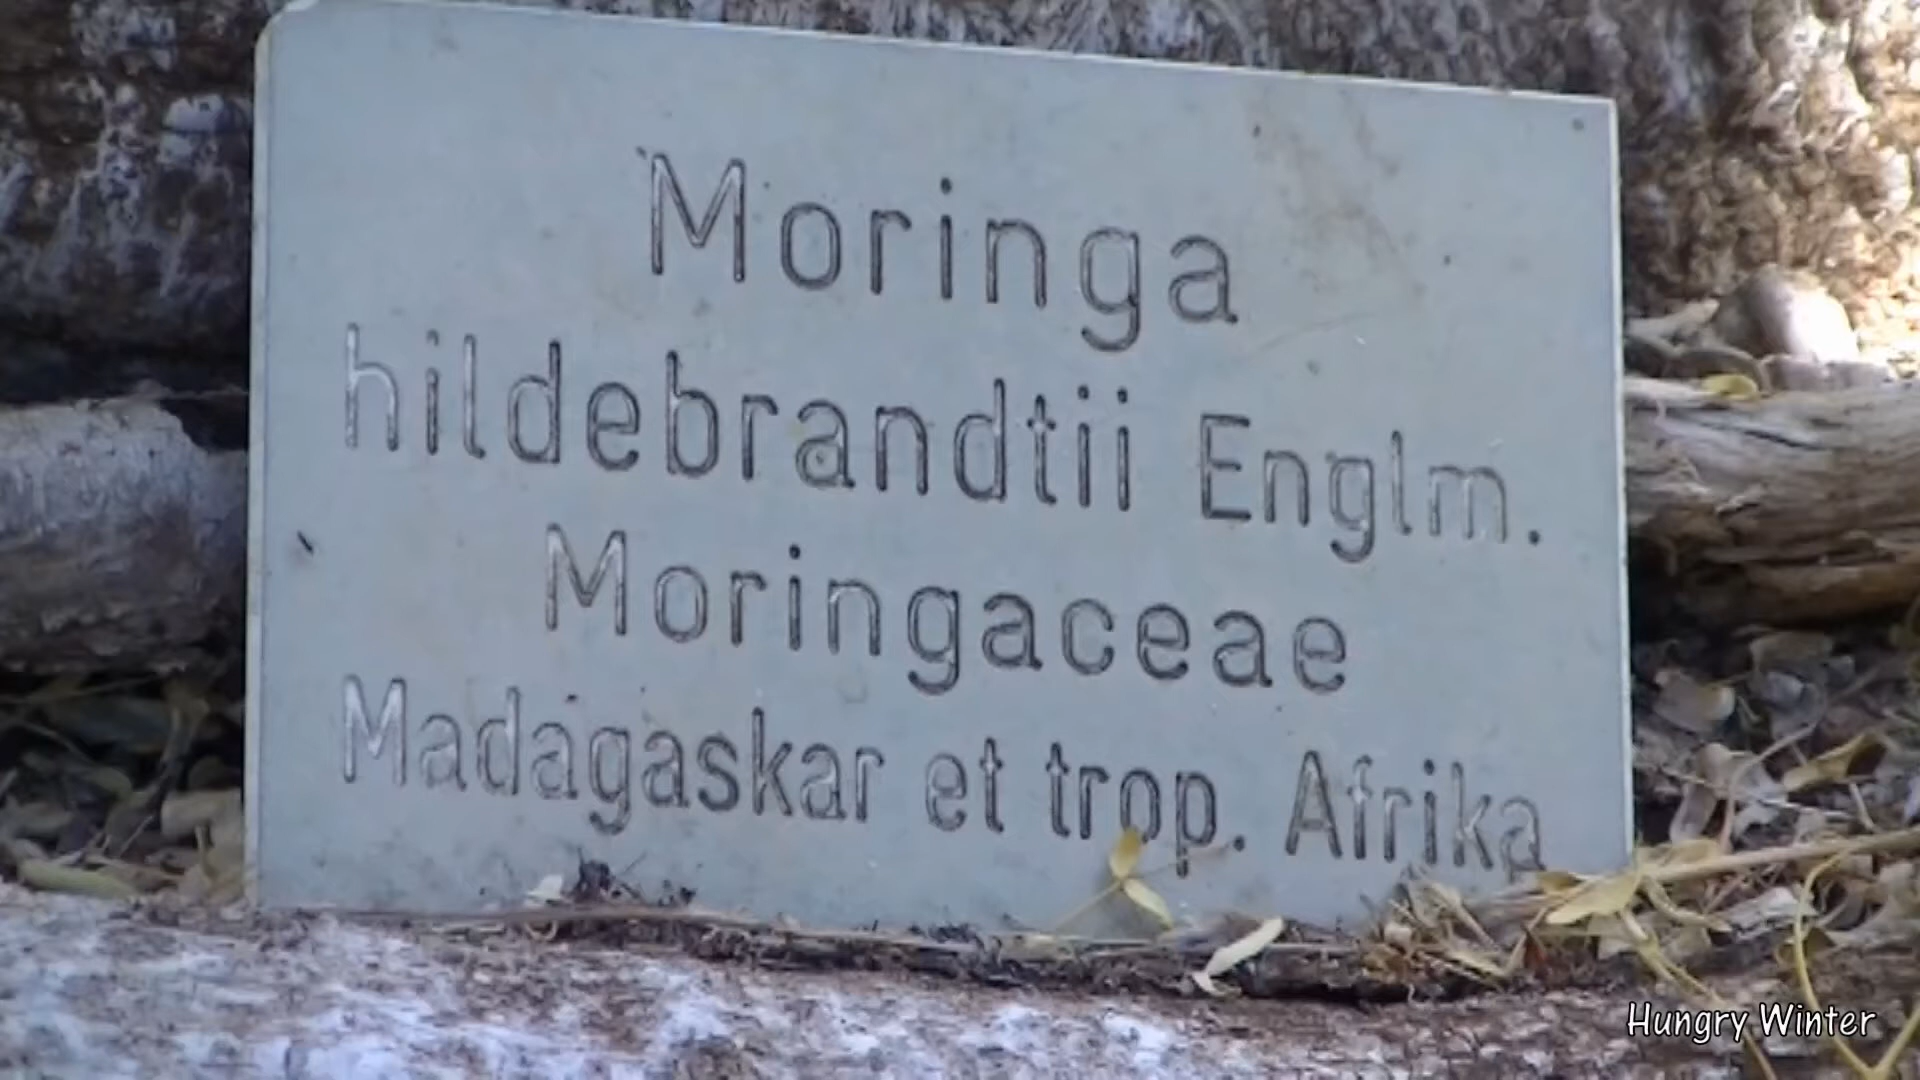 Moringa
hildebrandtii Englm.
Moringaceae
Madagaskar et trop. Afrika
Hungry Winter